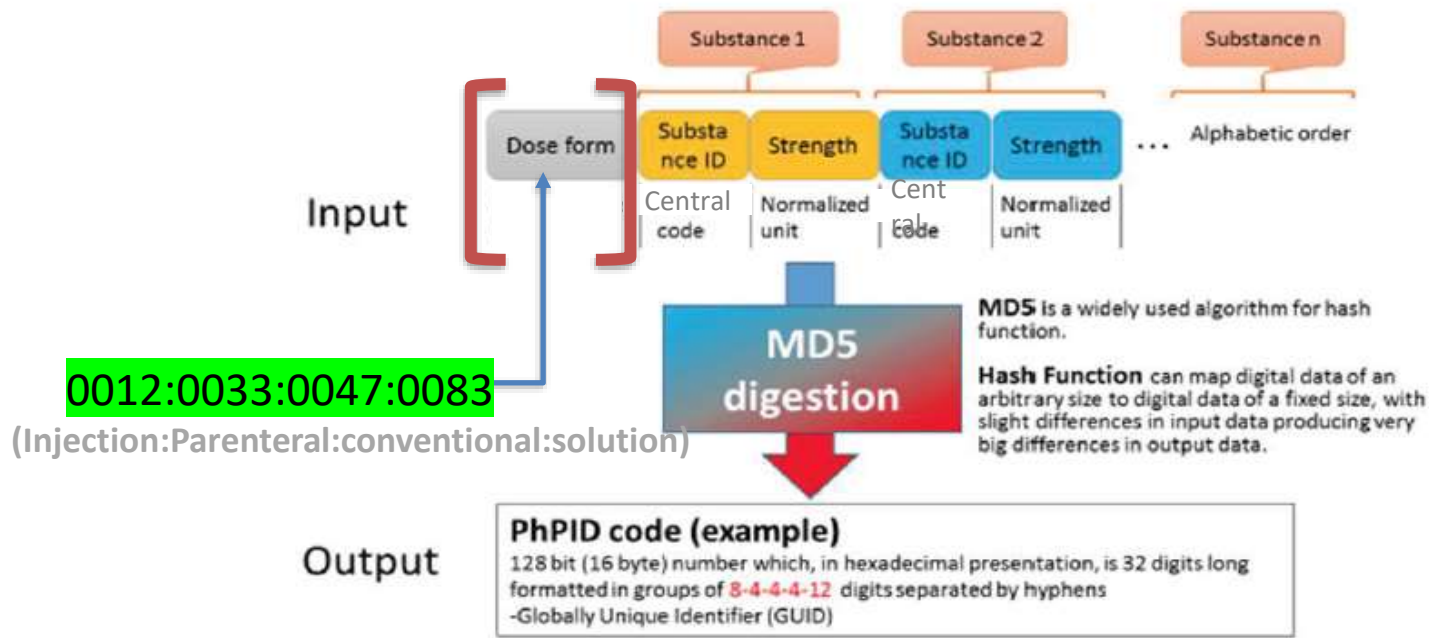 Substance 1
Substance 2
Substance n
Dose form
Substa
nce ID
Strength
Substa
nce ID
Strength
...
Alphabetic order
Input
Central
code
Normalized
unit
Cent
ral
code
Normalized
unit
MD5
digestion
MD5 is a widely used algorithm for hash
function.
Hash Function can map digital data of an
arbitrary size to digital data of a fixed size, with
slight differences in input data producing very
big differences in output data.
0012:0033:0047:0083
(Injection:Parenteral:conventional:solution)
Output
PhPID code (example)
128 bit (16 byte) number which, in hexadecimal presentation, is 32 digits long
formatted in groups of 8-4-4-4-12 digits separated by hyphens
-Globally Unique Identifier (GUID)